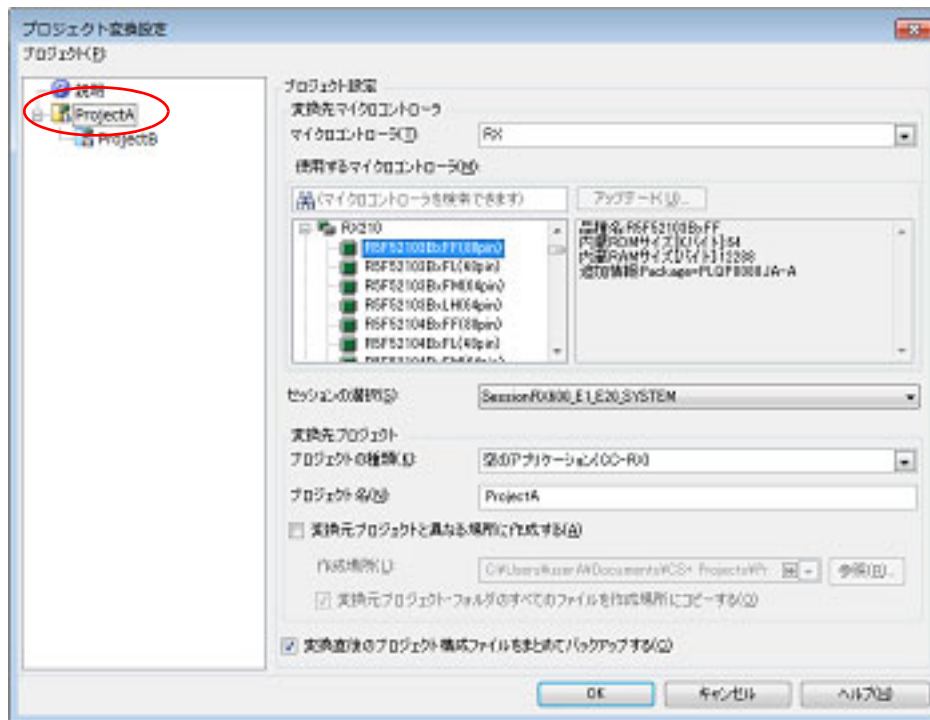 プロジェクト変換設定
プロジェクト(P)
説明
ProjectA
ProjectB
プロジェクト設定
変換先マイクロコントローラ
マイクロコントローラ(T)
RX
使用するマイクロコントローラ(M):
(マイクロコントローラを検索できます)
アップデート(U)...
RX210
R5F52103BxFF(80pin)
R5F52103BxFL(48pin)
R5F52103BxFM(64pin)
R5F52103BxLH(64pin)
R5F52104BxFF(80pin)
R5F52104BxFL(48pin)
R5F52104BxFM(64pin)
品種名:R5F52103BxFF
内蔵ROMサイズ[Kバイト]:64
内蔵RAMサイズ[バイト]:12288
追加情報:Package=PLQP0080JA-A
セッションの選択(S):
SessionRX600_E1_E20_SYSTEM
変換先プロジェクト
プロジェクトの種類(K):
空のアプリケーション(CC-RX)
プロジェクト名(N):
ProjectA
変換元プロジェクトと異なる場所に作成する(A)
作成場所(L):
C:¥Users¥userA¥Documents¥CS+ Projects¥Pr
参照(B)...
変換元プロジェクト・フォルダのすべてのファイルを作成場所にコピーする(O)
変換直後のプロジェクト構成ファイルをまとめてバックアップする(C)
OK
キャンセル
ヘルプ(H)